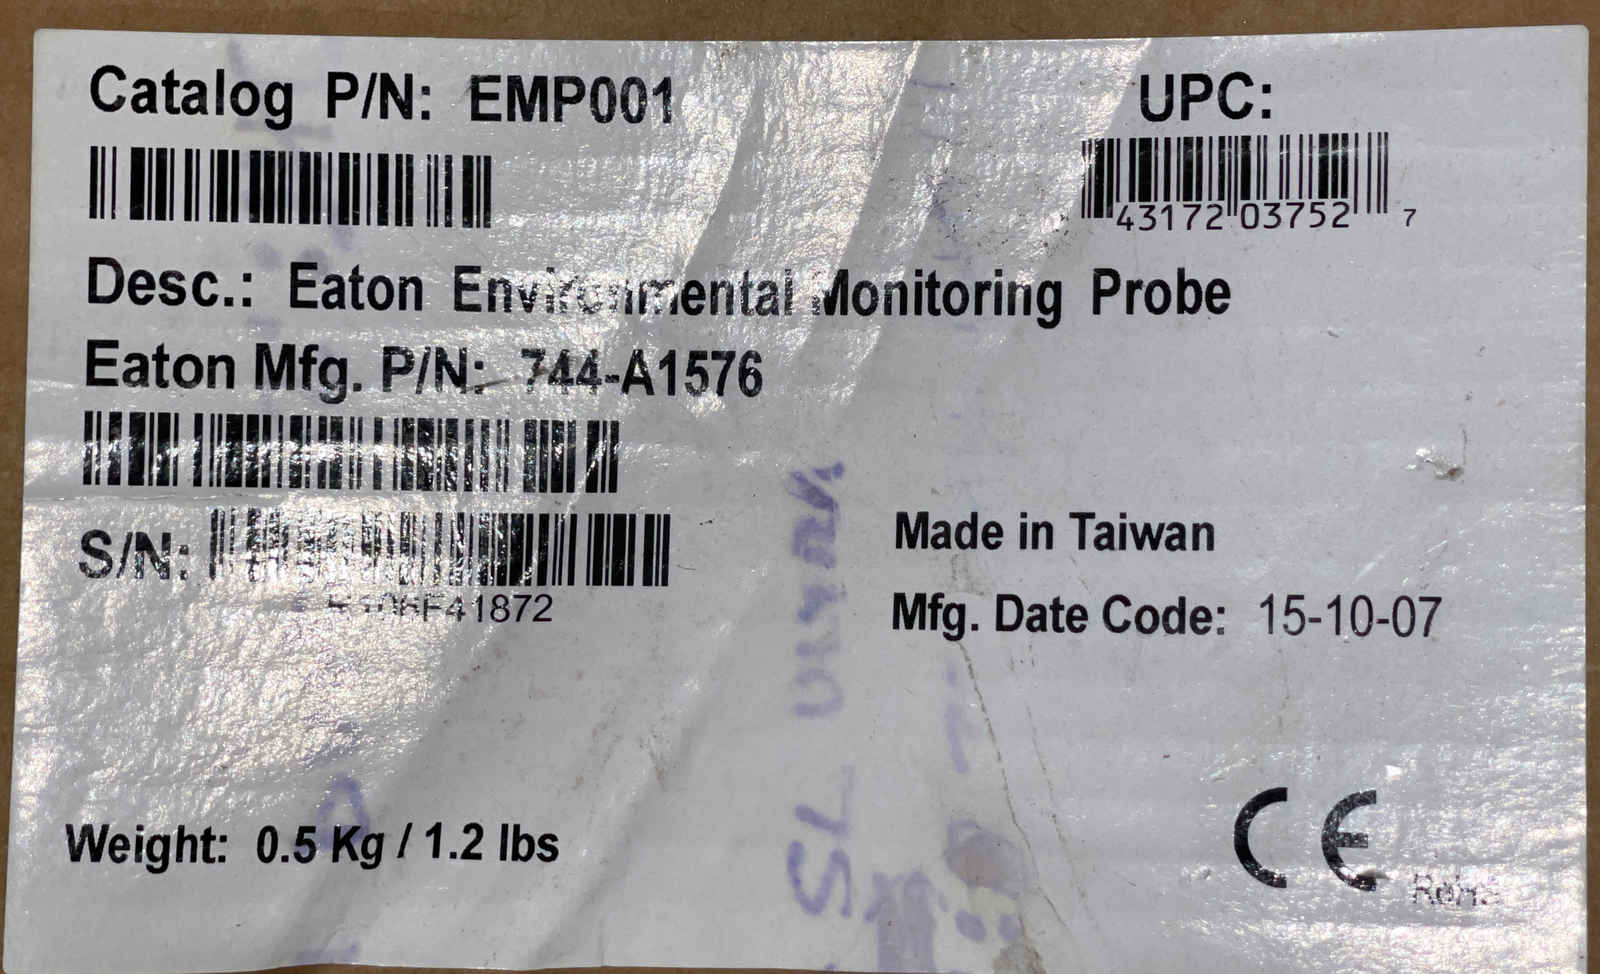 Catalog P/N: EMP001
UPC:
43172 03752 7
Desc.: Eaton Environmental Monitoring Probe
Eaton Mfg. P/N: 744-A1576
S/N:
Made in Taiwan
Mfg. Date Code: 15-10-07
Weight: 0.5 Kg / 1.2 lbs
CE
RoHS